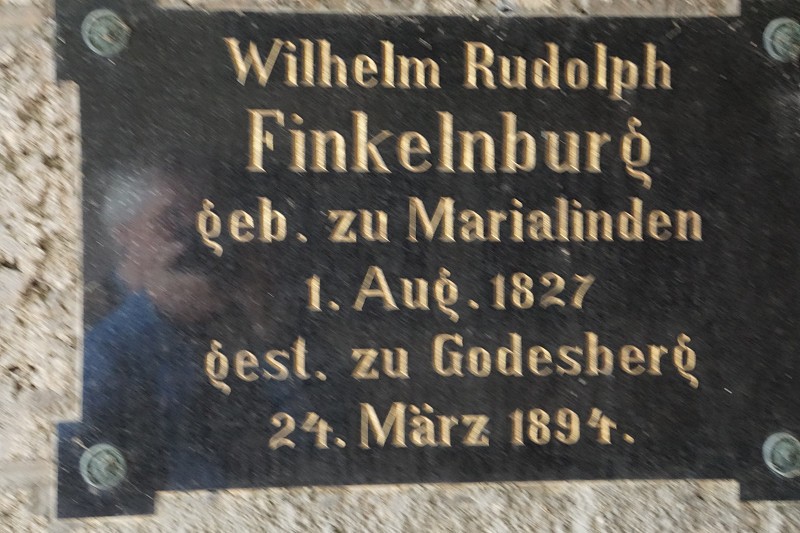 Wilhelm Rudolph
Finkelnburg
geb. zu Marialinden
1. Aug. 1827
gest. zu Godesberg
24. März 1894.